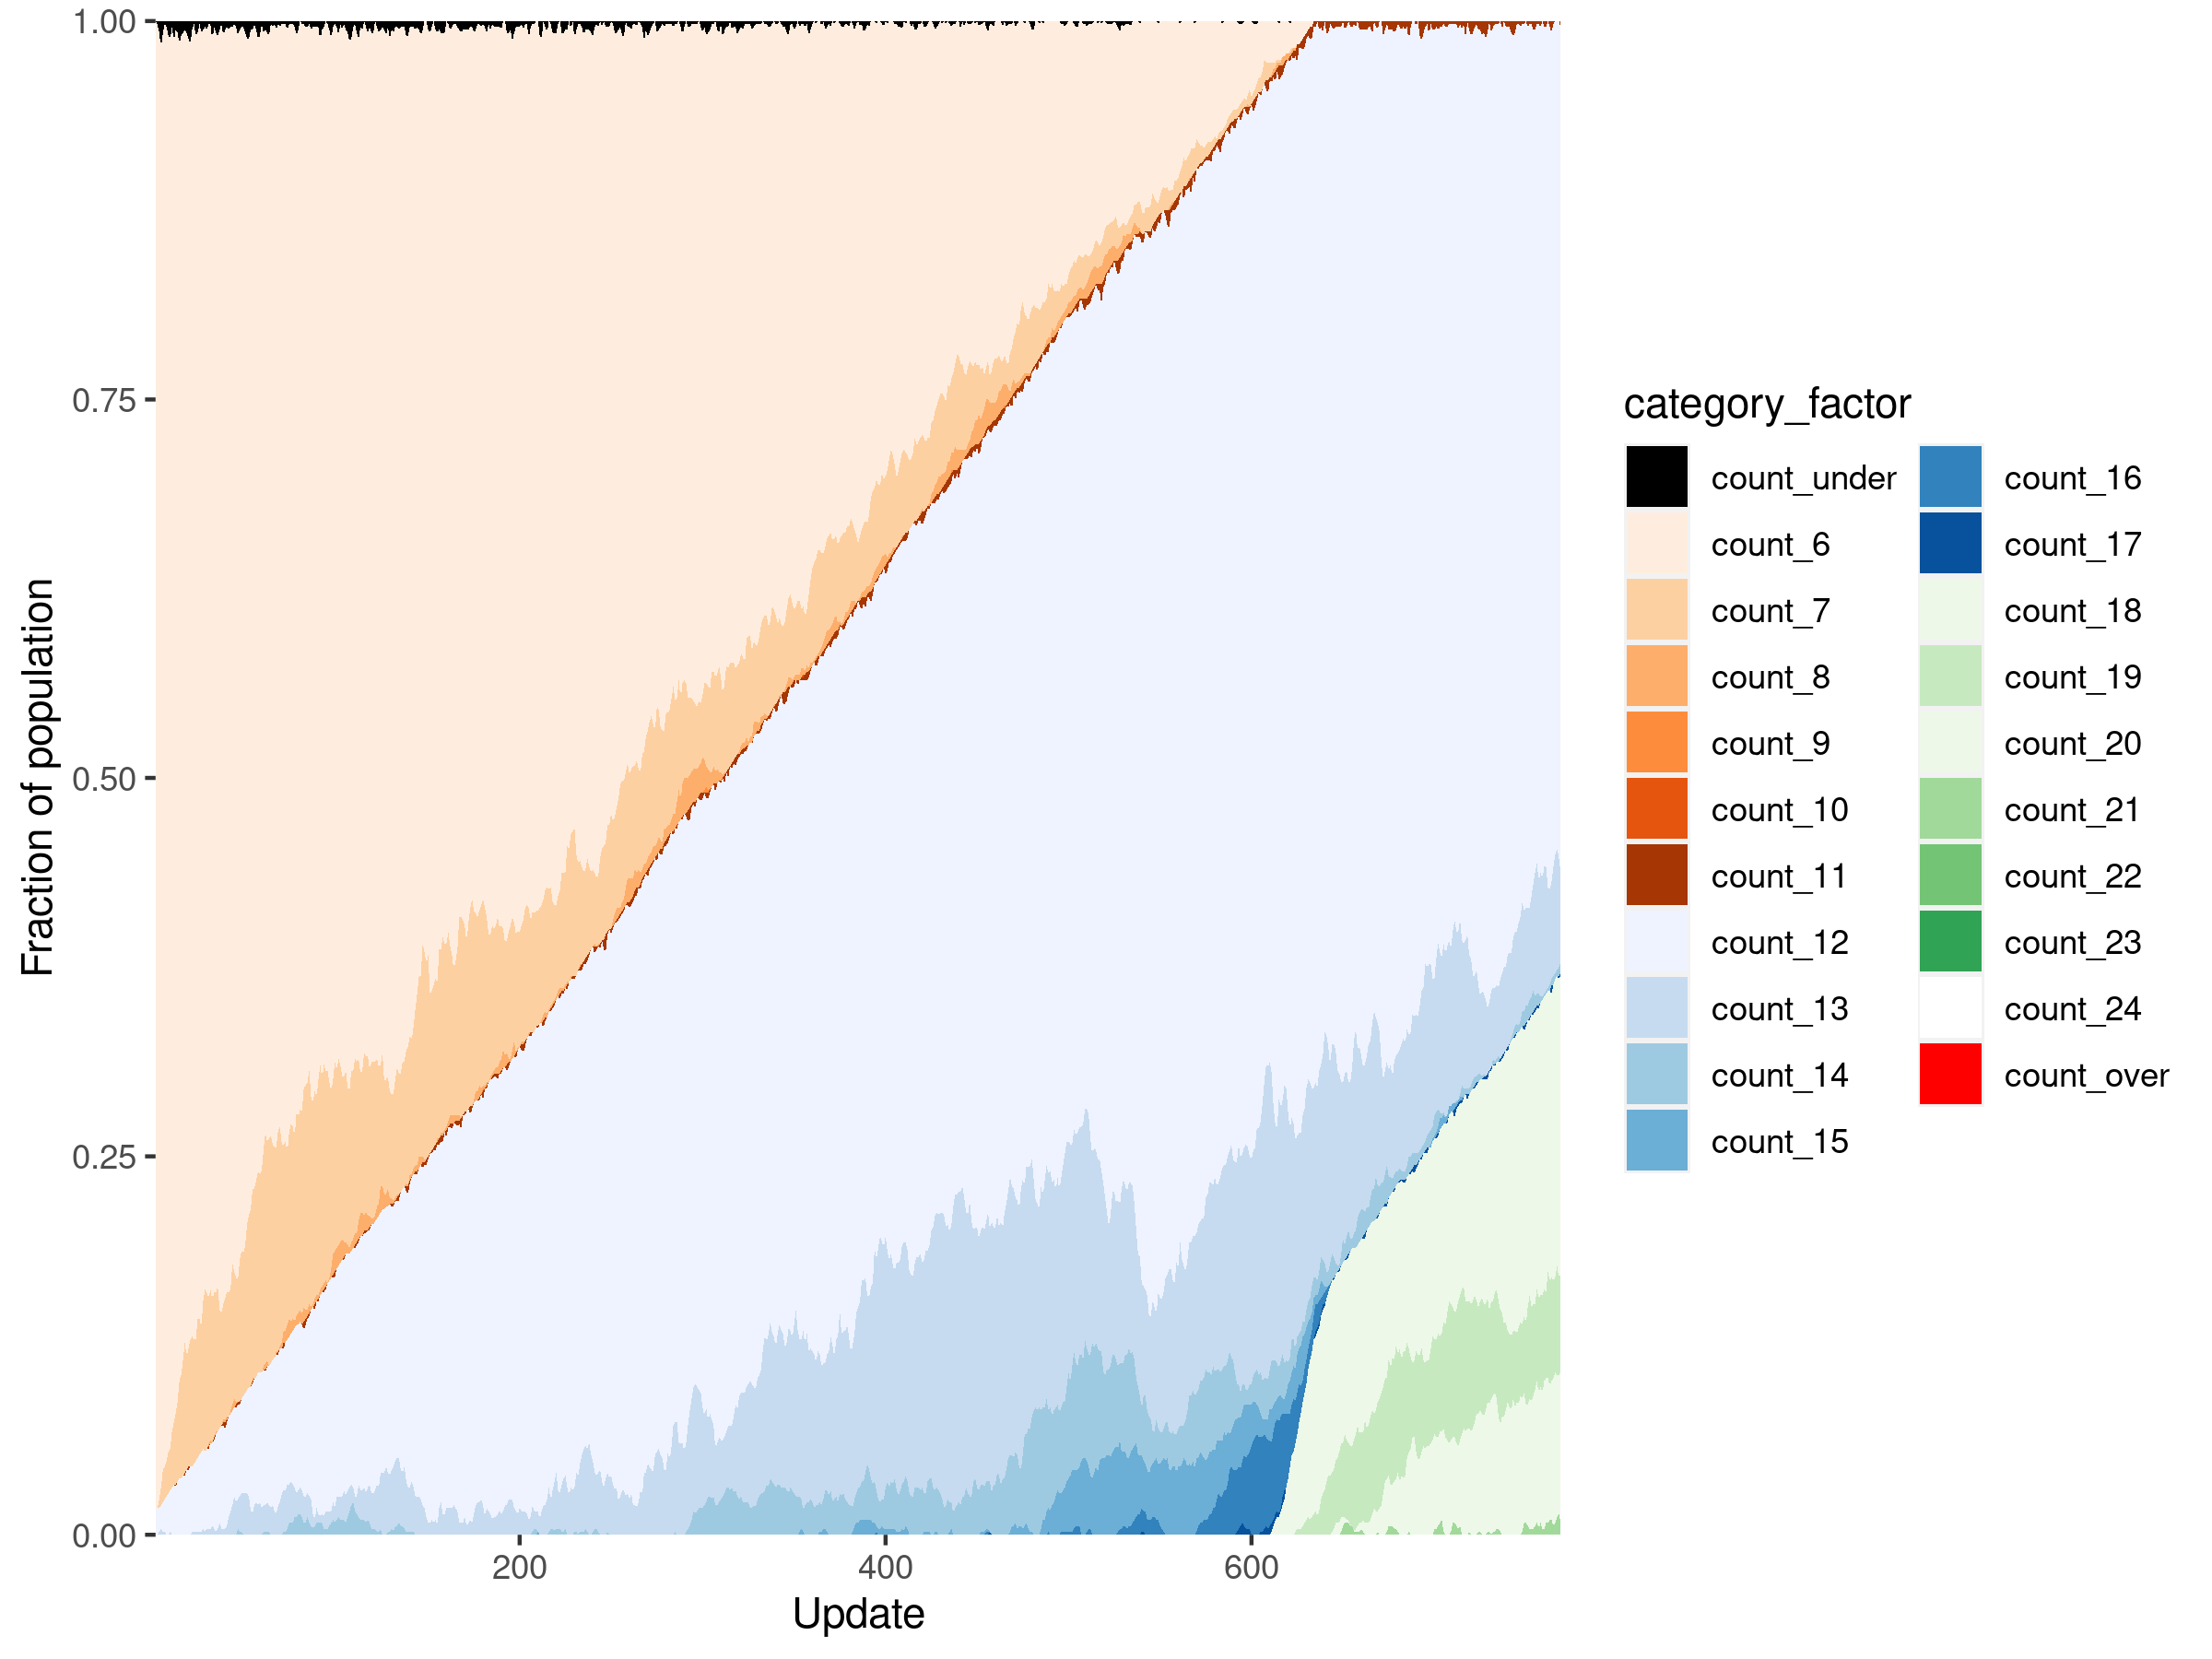 1.00
0.75
0.50
0.25
0.00
Fraction of population
200
400
600
Update
category_factor
count_under
count_6
count_7
count_8
count_9
count_10
count_11
count_12
count_13
count_14
count_15
count_16
count_17
count_18
count_19
count_20
count_21
count_22
count_23
count_24
count_over